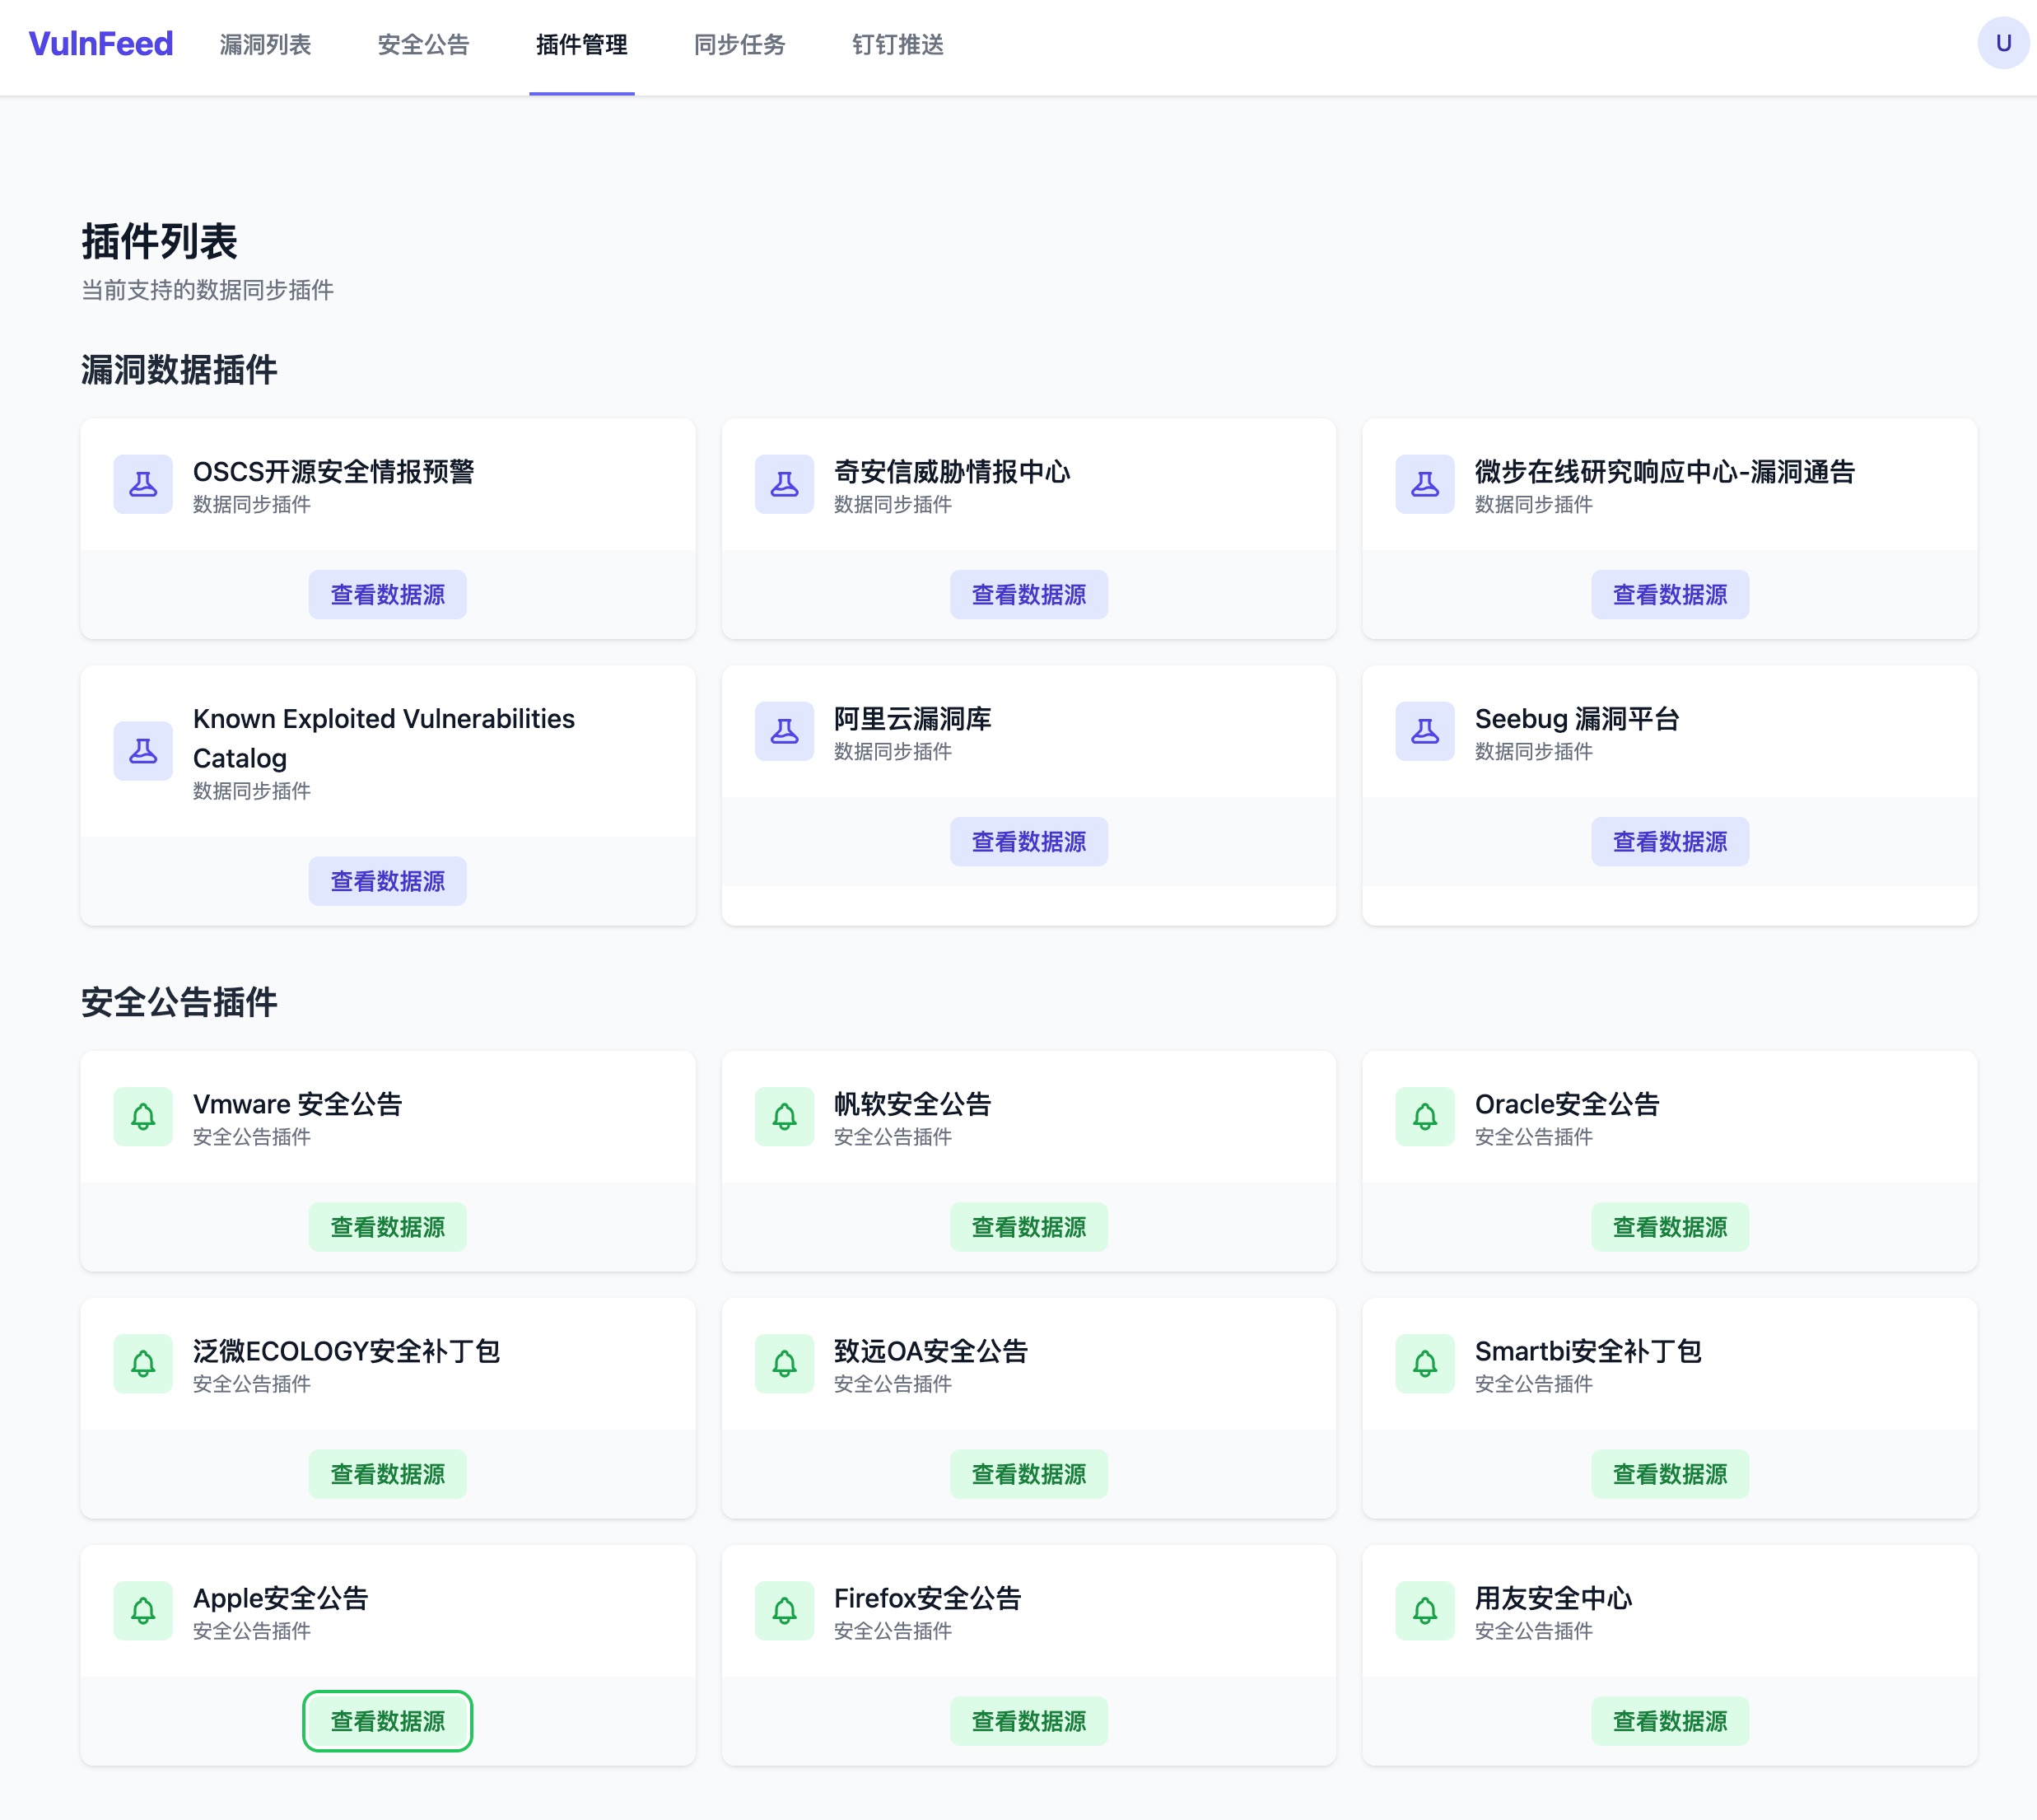 VulnFeed 漏洞列表 安全公告 插件管理 同步任务 钉钉推送 U
插件列表
当前支持的数据同步插件
漏洞数据插件
OSCS开源安全情报预警
数据同步插件
查看数据源
奇安信威胁情报中心
数据同步插件
查看数据源
微步在线研究响应中心-漏洞通告
数据同步插件
查看数据源
Known Exploited Vulnerabilities
Catalog
数据同步插件
查看数据源
阿里云漏洞库
数据同步插件
查看数据源
Seebug 漏洞平台
数据同步插件
查看数据源
安全公告插件
Vmware 安全公告
安全公告插件
查看数据源
帆软安全公告
安全公告插件
查看数据源
Oracle安全公告
安全公告插件
查看数据源
泛微ECOLOGY安全补丁包
安全公告插件
查看数据源
致远OA安全公告
安全公告插件
查看数据源
Smartbi安全补丁包
安全公告插件
查看数据源
Apple安全公告
安全公告插件
查看数据源
Firefox安全公告
安全公告插件
查看数据源
用友安全中心
安全公告插件
查看数据源